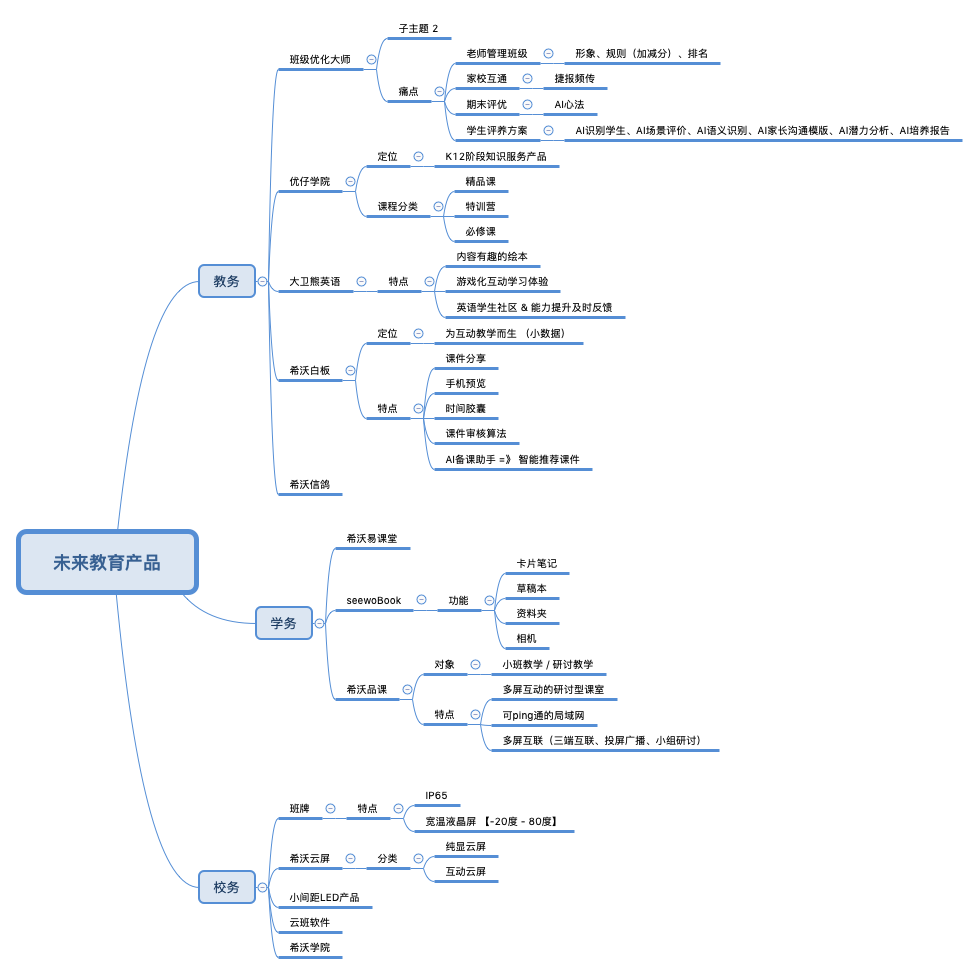 未来教育产品
教务
班级优化大师
子主题 2
痛点
老师管理班级
形象、规则（加减分）、排名
家校互通
捷报频传
期末评优
AI心法
学生评养方案
AI识别学生、AI场景评价、AI语义识别、AI家长沟通模版、AI潜力分析、AI培养报告
优仔学院
定位
K12阶段知识服务产品
课程分类
精品课
特训营
必修课
大卫熊英语
特点
内容有趣的绘本
游戏化互动学习体验
英语学生社区 & 能力提升及时反馈
希沃白板
定位
为互动教学而生 （小数据）
特点
课件分享
手机预览
时间胶囊
课件审核算法
AI备课助手 =》 智能推荐课件
希沃信鸽
学务
希沃易课堂
seewoBook
功能
卡片笔记
草稿本
资料夹
相机
希沃品课
对象
小班教学 / 研讨教学
特点
多屏互动的研讨型课室
可ping通的局域网
多屏互联（三端互联、投屏广播、小组研讨）
校务
班牌
特点
IP65
宽温液晶屏 【-20度 - 80度】
希沃云屏
分类
纯显云屏
互动云屏
小间距LED产品
云班软件
希沃学院